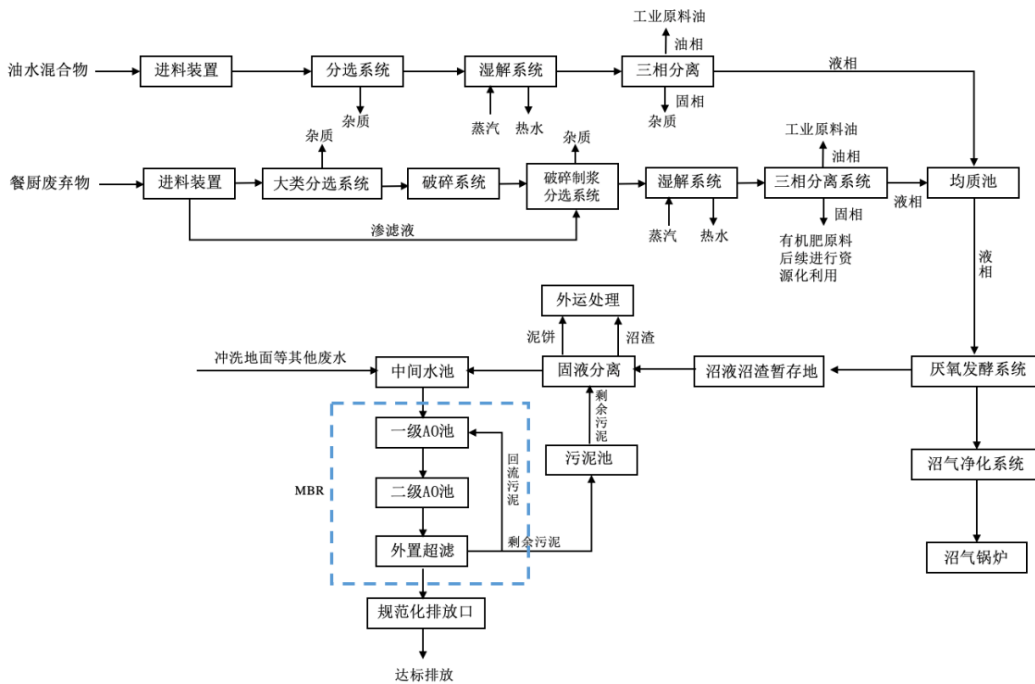 工业原料油
油相
油水混合物
进料装置
分选系统
湿解系统
三相分离
液相
杂质
蒸汽
热水
固相
杂质
杂质
杂质
工业原料油
油相
餐厨废弃物
进料装置
大类分选系统
破碎系统
破碎制浆
分选系统
湿解系统
三相分离系统
液相
均质池
渗滤液
蒸汽
热水
固相
有机肥原料
后续进行资
源化利用
液相
外运处理
泥饼
沼渣
冲洗地面等其他废水
中间水池
固液分离
沼液沼渣暂存地
厌氧发酵系统
剩余污泥
一级AO池
回流污泥
污泥池
沼气净化系统
MBR
二级AO池
外置超滤
剩余污泥
沼气锅炉
规范化排放口
达标排放